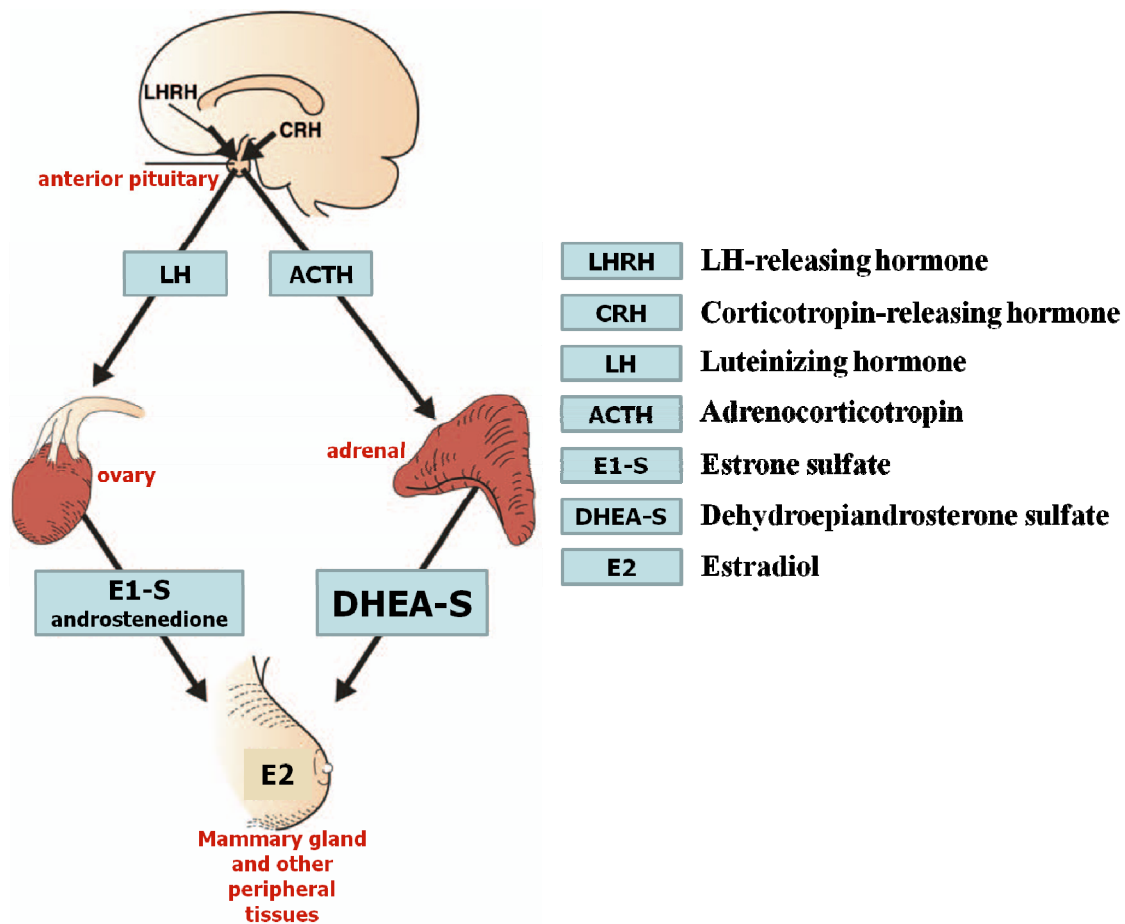 LHRH
CRH
anterior pituitary
LH
ACTH
ovary
adrenal
E1-S
androstenedione
DHEA-S
E2
Mammary gland
and other
peripheral
tissues
LHRH LH-releasing hormone
CRH Corticotropin-releasing hormone
LH Luteinizing hormone
ACTH Adrenocorticotropin
E1-S Estrone sulfate
DHEA-S Dehydroepiandrosterone sulfate
E2 Estradiol